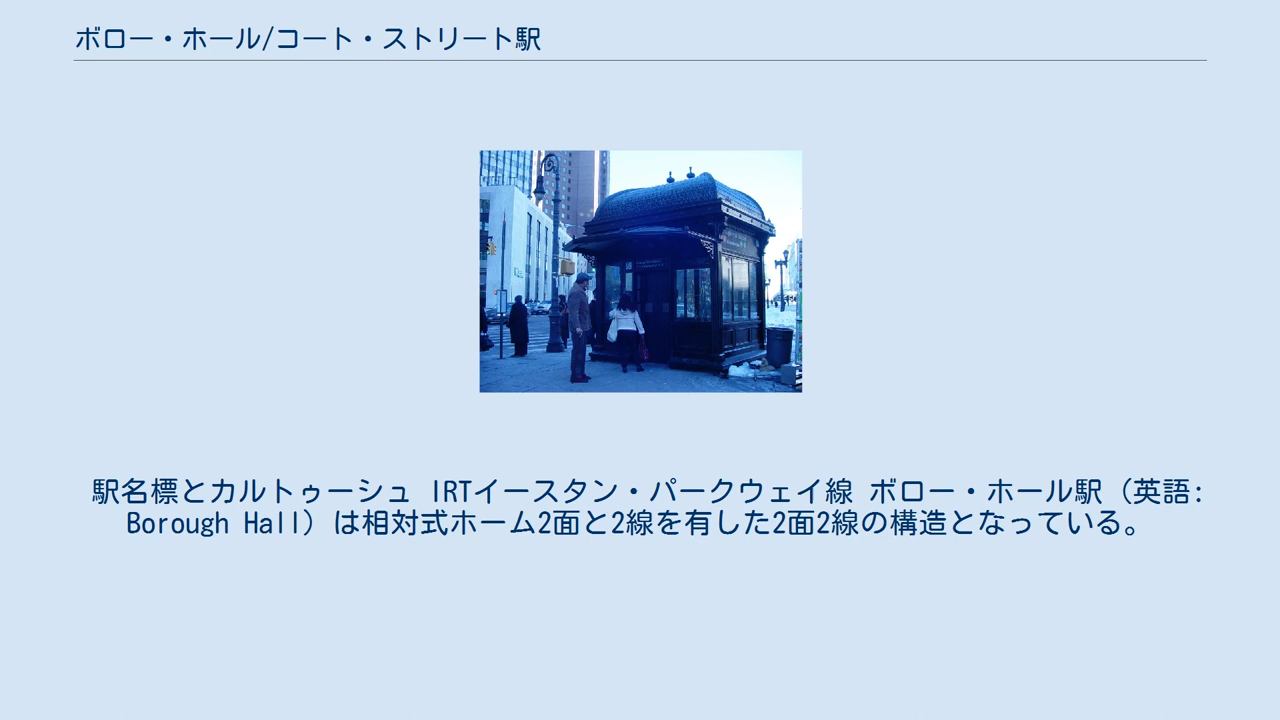 ボロー・ホール/コート・ストリート駅
駅名標とカルトゥーシュ IRTイースタン・パークウェイ線 ボロー・ホール駅（英語:
Borough Hall）は相対式ホーム2面と2線を有した2面2線の構造となっている。